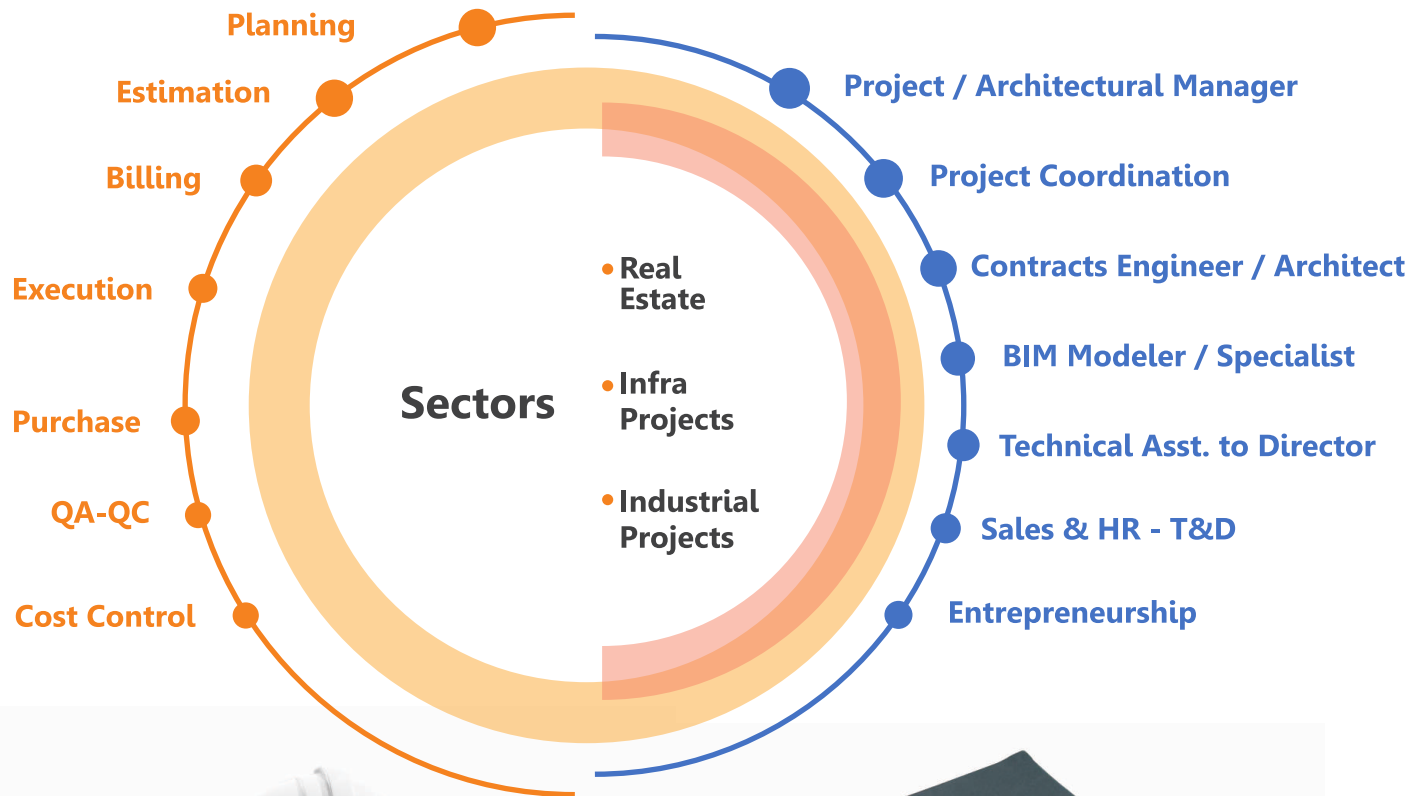 Planning
Estimation
Billing
Execution
Purchase
QA-QC
Cost Control
Sectors
• Real
Estate
• Infra
Projects
• Industrial
Projects
Project / Architectural Manager
Project Coordination
Contracts Engineer / Architect
BIM Modeler / Specialist
Technical Asst. to Director
Sales & HR - T&D
Entrepreneurship